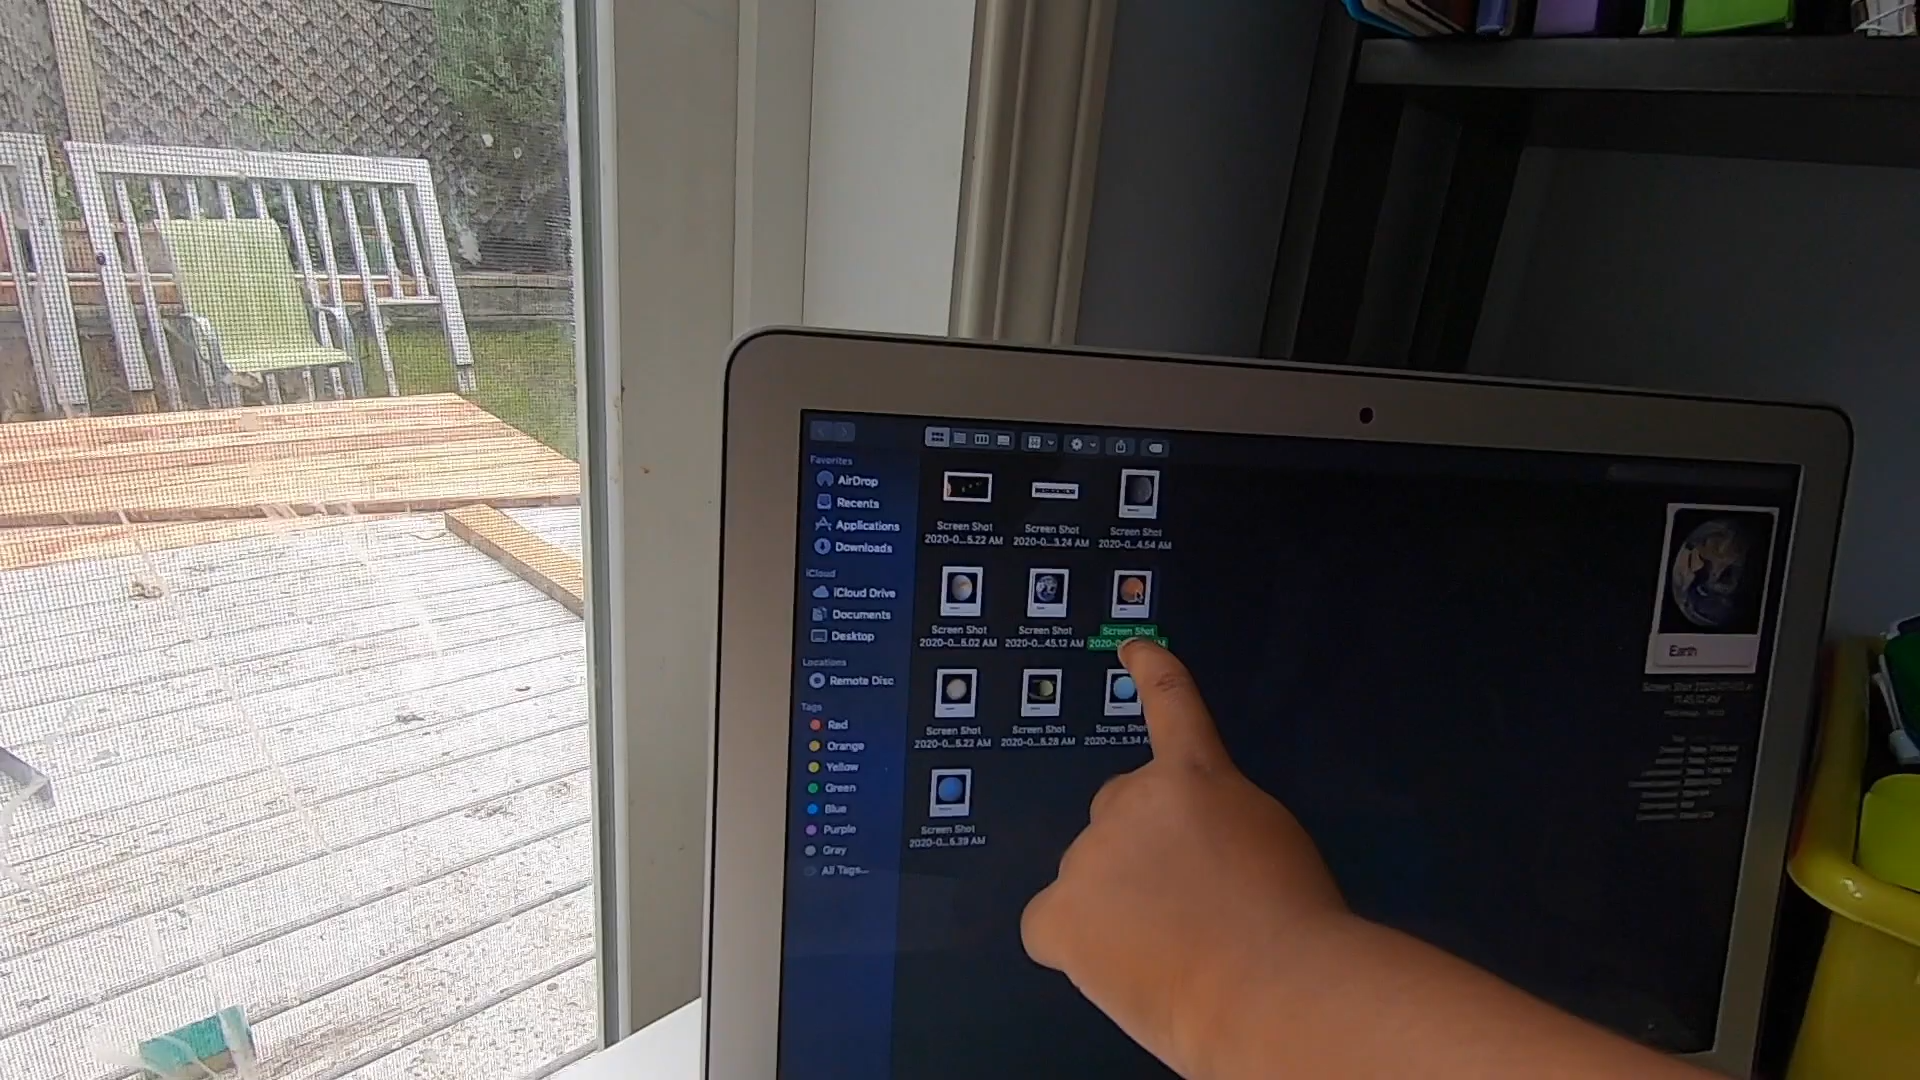 Favorites
AirDrop
Recents
Applications
Downloads
iCloud
iCloud Drive
Documents
Desktop
Locations
Remote Disc
Tags
Red
Orange
Yellow
Green
Blue
Purple
Gray
All Tags...
Screen Shot
2020-0...5.22 AM
Screen Shot
2020-0...3.24 AM
Screen Shot
2020-0...4.54 AM
Screen Shot
2020-0...5.02 AM
Screen Shot
2020-0...45.12 AM
Screen Shot
Screen Shot
2020-0...5.22 AM
Screen Shot
2020-0...5.28 AM
Screen Shot
2020-0...5.34
Screen Shot
2020-0...5.39 AM
Earth